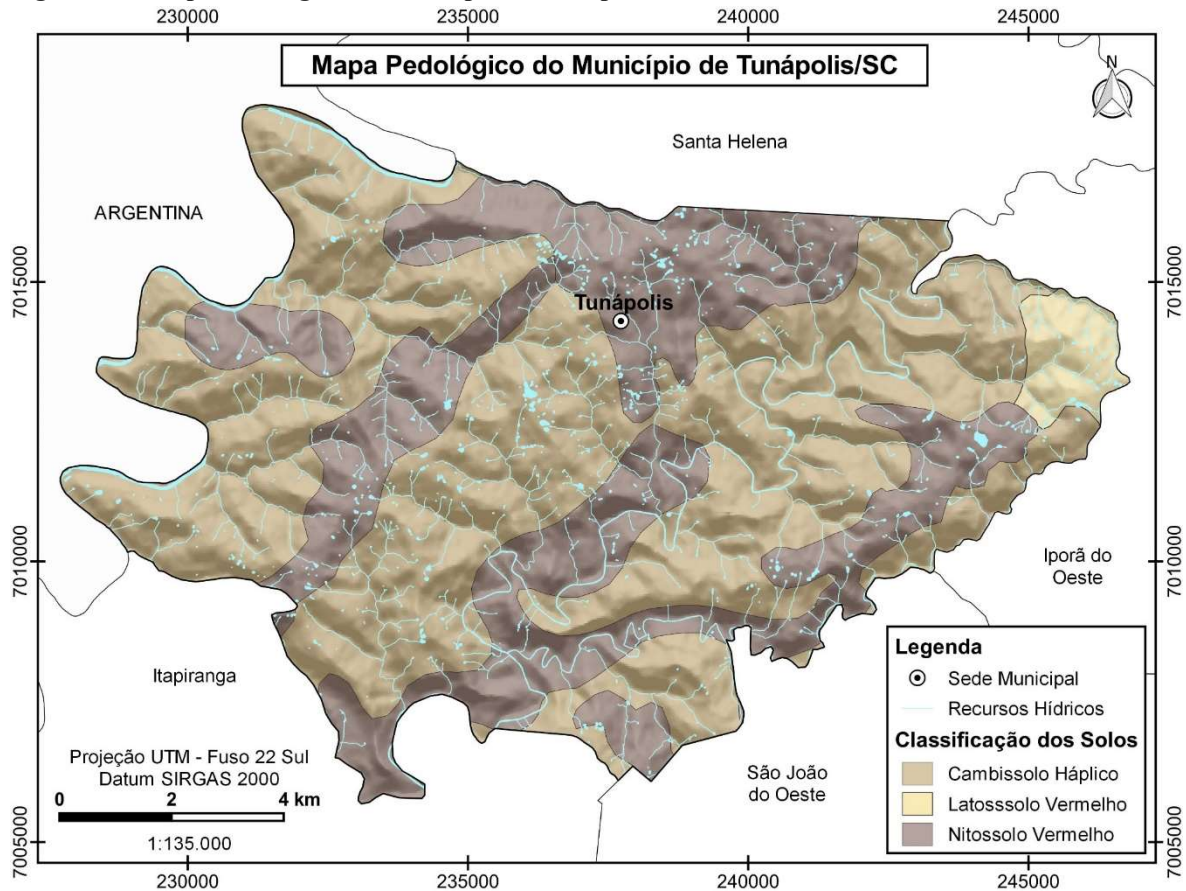 230000 235000 240000 245000
Mapa Pedológico do Município de Tunápolis/SC
N
Santa Helena
ARGENTINA
7015000 7015000
Tunápolis
7010000 7010000
Iporã do
Oeste
Itapiranga
São João
do Oeste
Legenda
Sede Municipal
Recursos Hídricos
Classificação dos Solos
Cambissolo Háplico
Latosssolo Vermelho
Nitossolo Vermelho
Projeção UTM - Fuso 22 Sul
Datum SIRGAS 2000
0 2 4 km
1:135.000
7005000 7005000
230000 235000 240000 245000